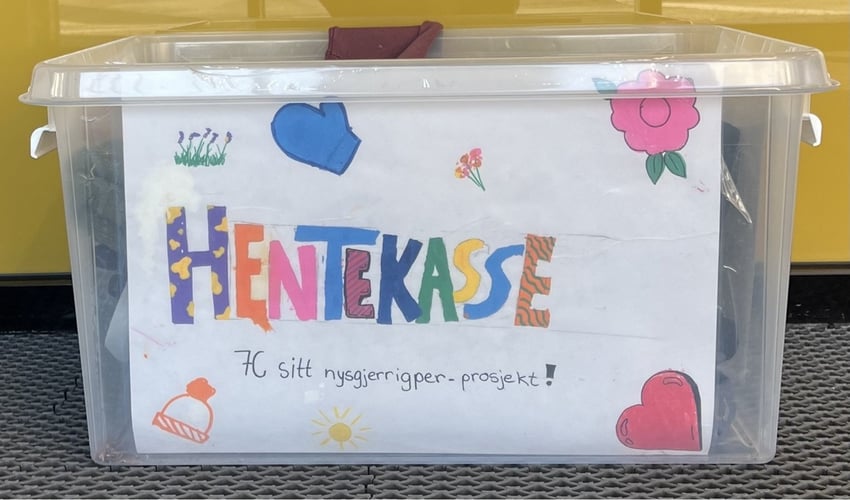 HENTEKASSE
7C sitt nysgjerrigper-prosjekt!